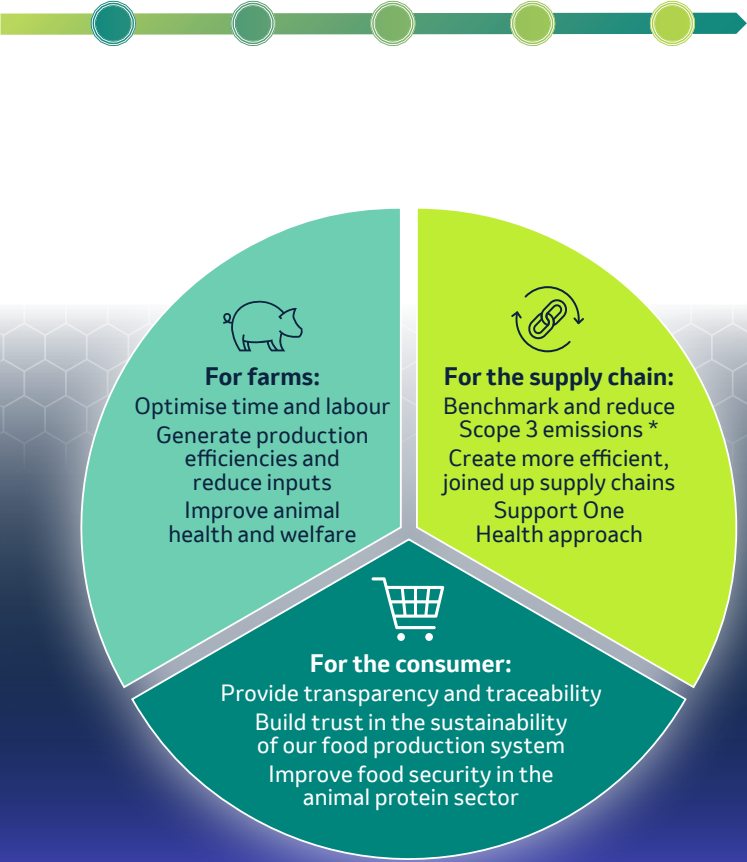 For farms:
Optimise time and labour
Generate production
efficiencies and
reduce inputs
Improve animal
health and welfare
For the supply chain:
Benchmark and reduce
Scope 3 emissions *
Create more efficient,
joined up supply chains
Support One
Health approach
For the consumer:
Provide transparency and traceability
Build trust in the sustainability
of our food production system
Improve food security in the
animal protein sector